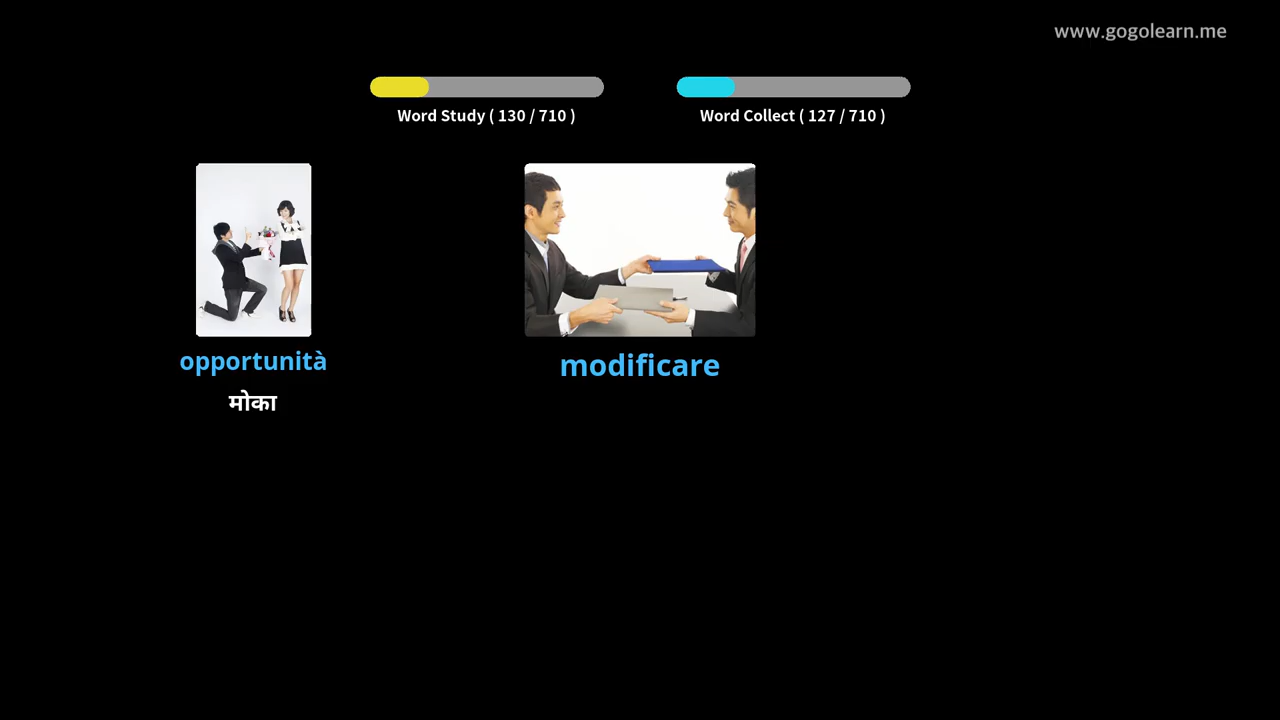 www.gogolearn.me
Word Study ( 130 / 710 )
Word Collect ( 127 / 710 )
opportunità
मोका
modificare